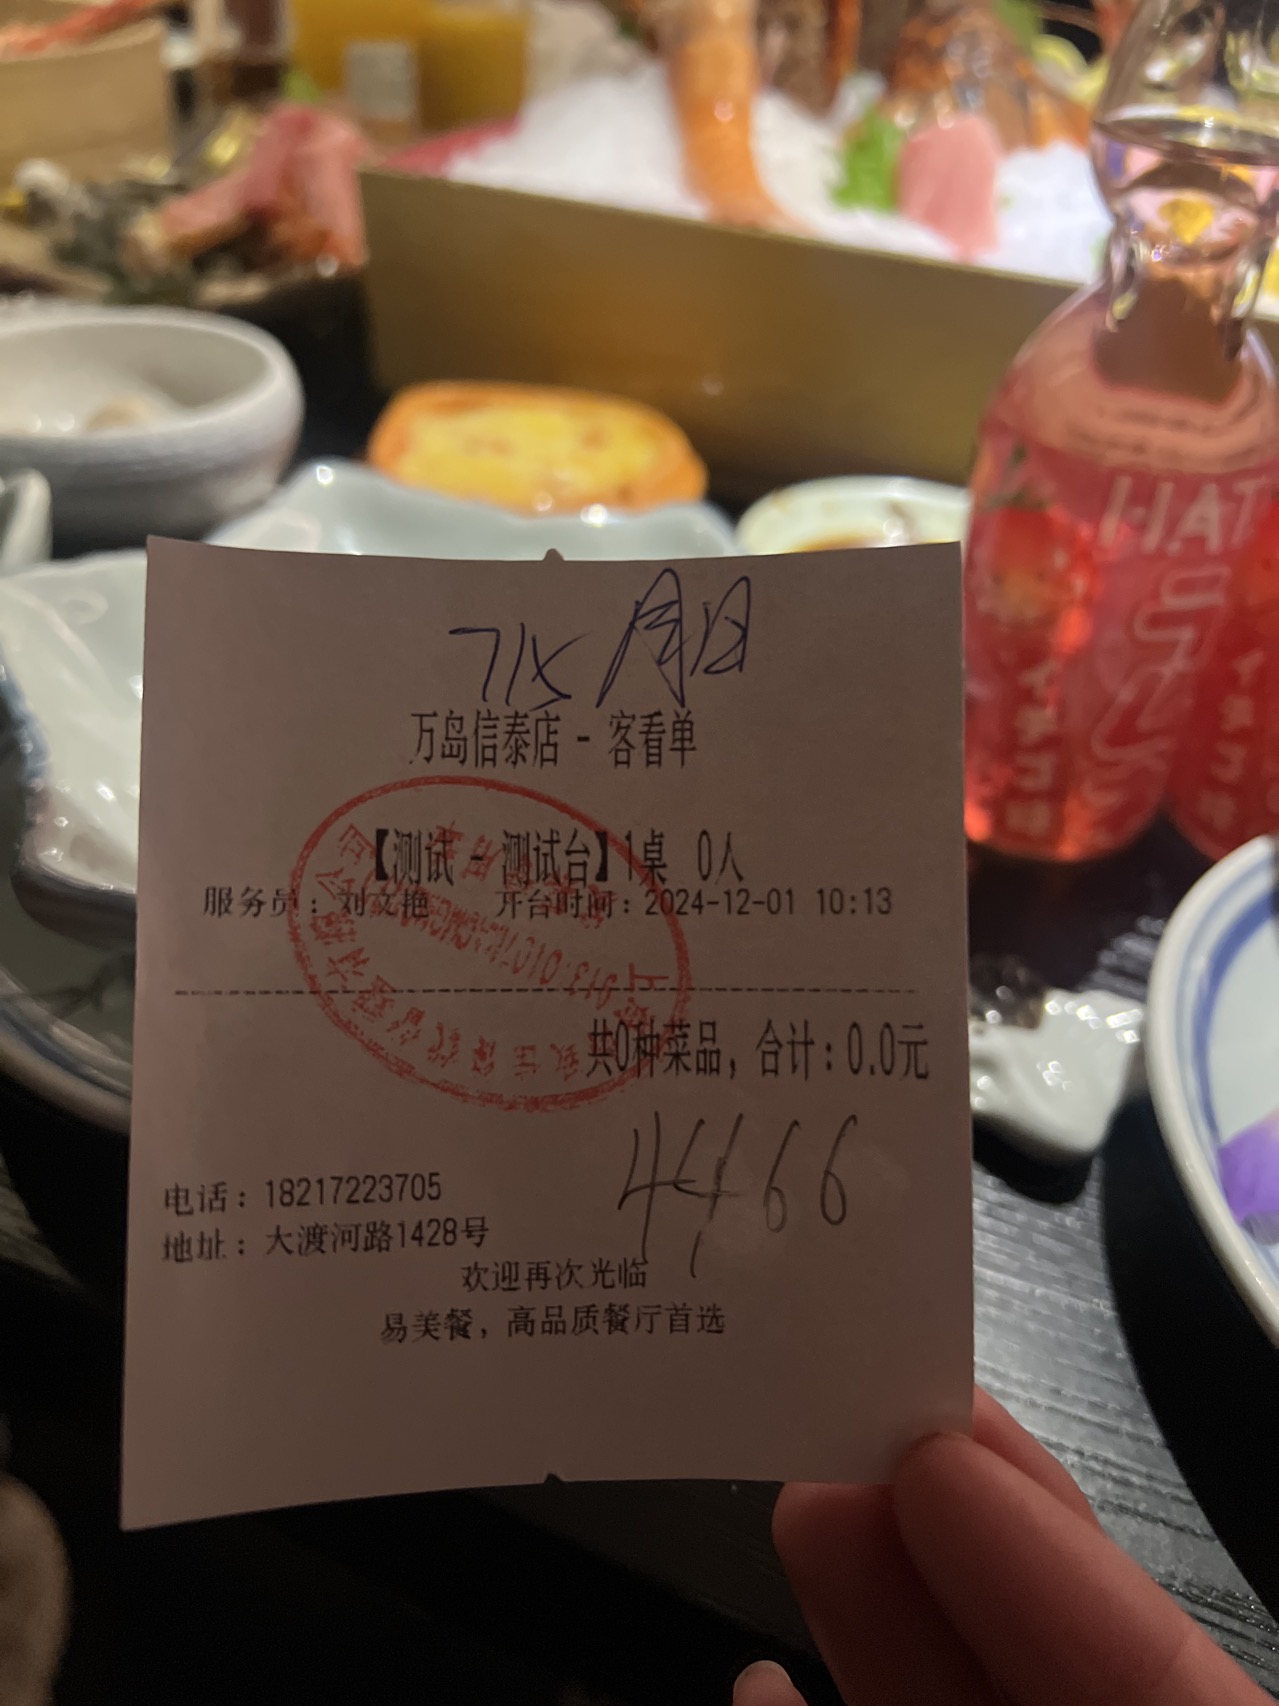 715
万岛信泰店 - 客看单
【测试 - 测试台】1桌 0人
服务员：刘文艳 开台时间：2024-12-01 10:13
共0种菜品，合计：0.0元
4466
电话：18217223705
地址：大渡河路1428号
欢迎再次光临
易美餐，高品质餐厅首选
HATA